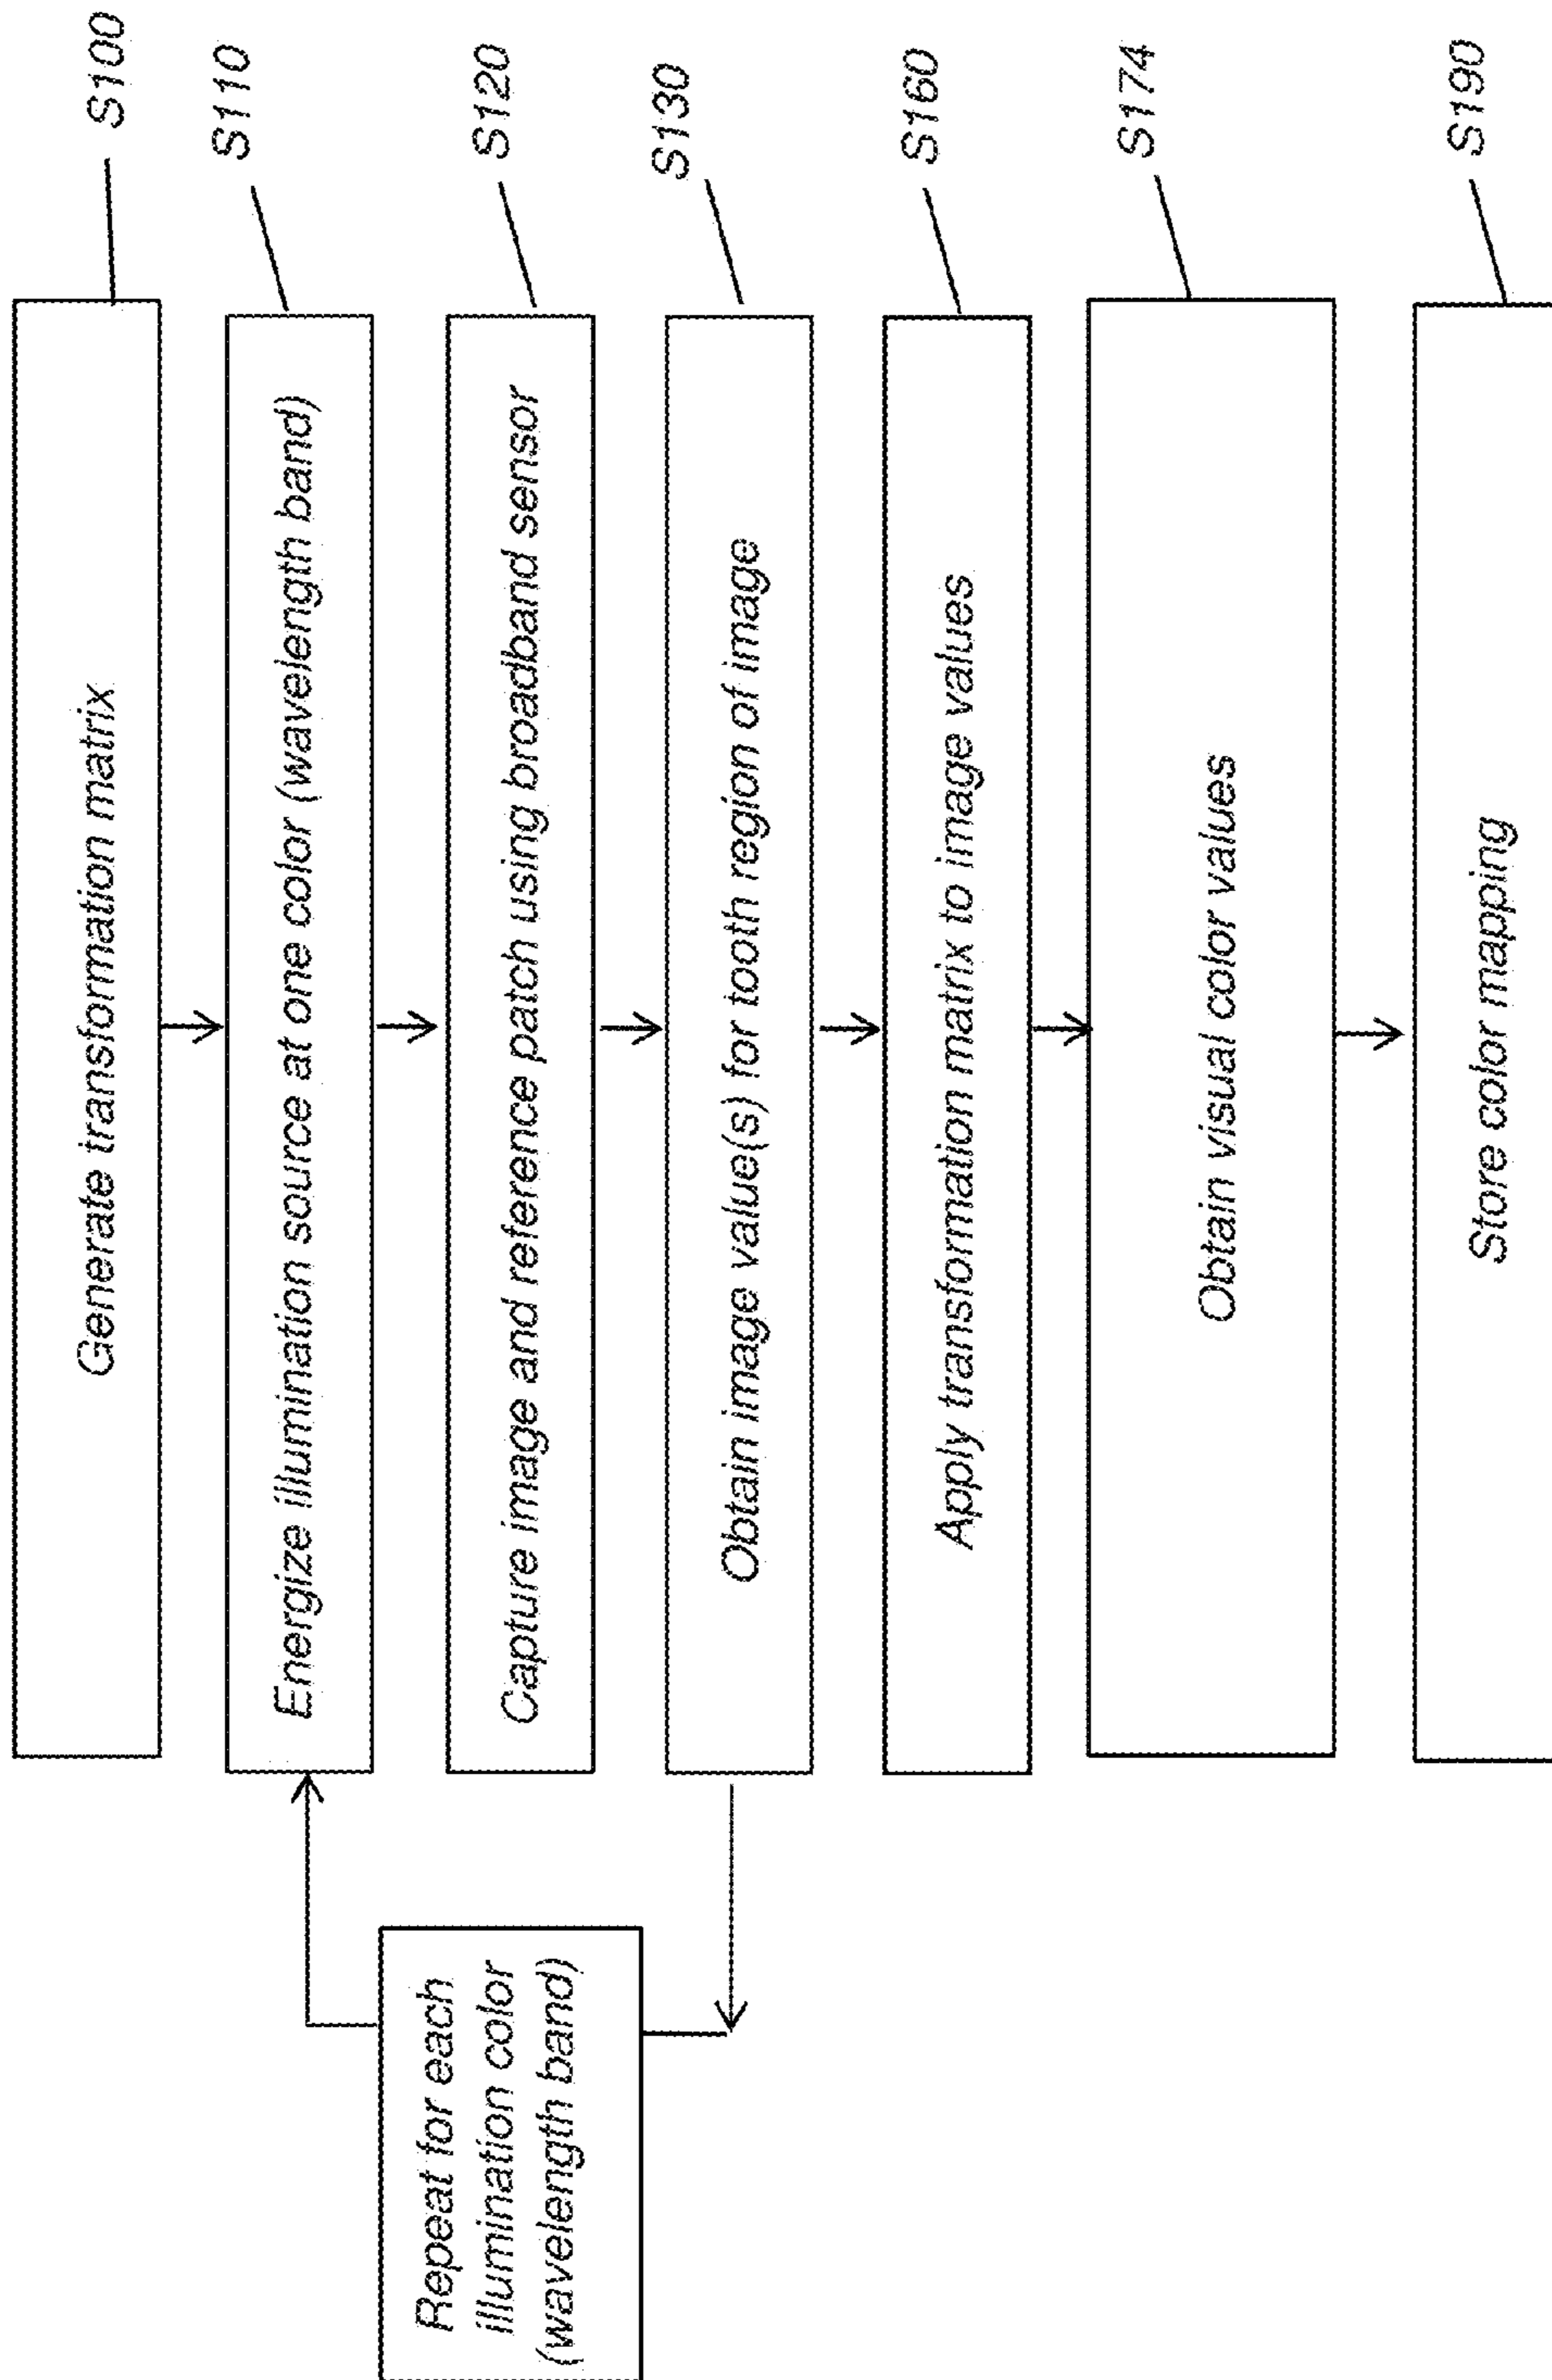 Generate transformation matrix
S100
Energize illumination source at one color (wavelength band)
S110
Capture image and reference patch using broadband sensor
S120
Obtain image value(s) for tooth region of image
S130
Repeat for each
illumination color
(wavelength band)
Apply transformation matrix to image values
S160
Obtain visual color values
S174
Store color mapping
S190